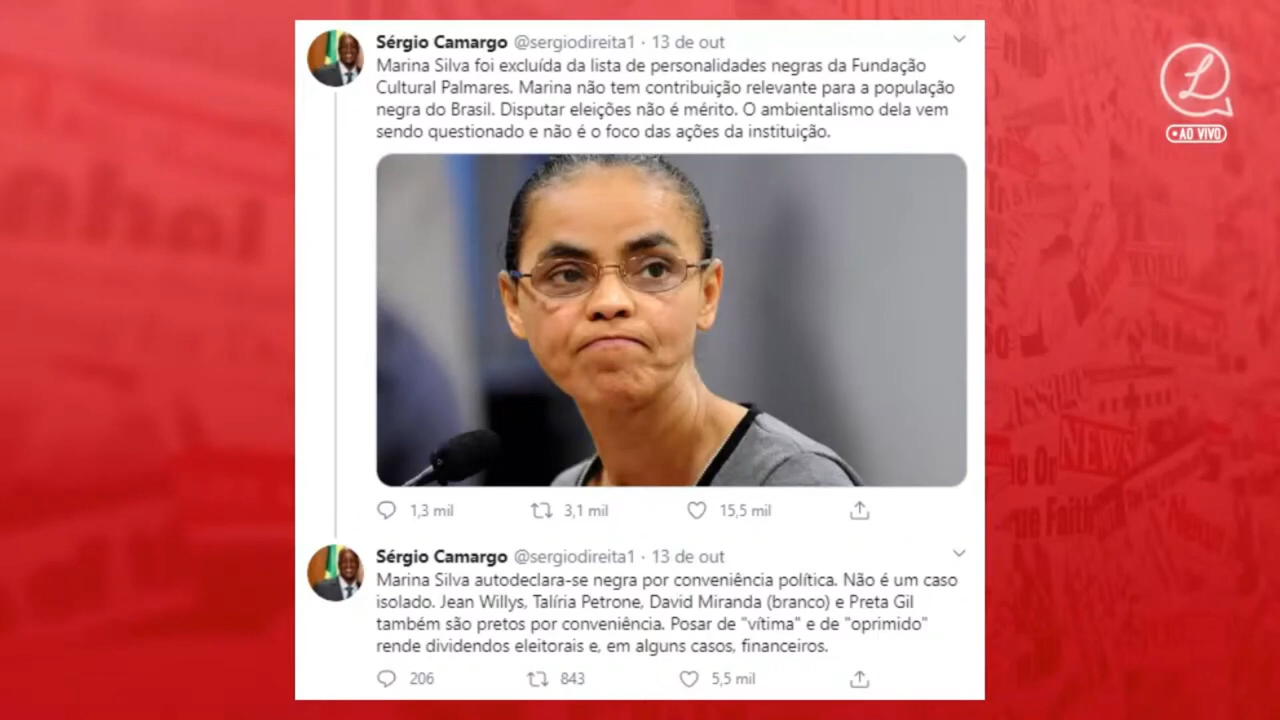 Sérgio Camargo @sergiodireita1 · 13 de out
Marina Silva foi excluída da lista de personalidades negras da Fundação
Cultural Palmares. Marina não tem contribuição relevante para a população
negra do Brasil. Disputar eleições não é mérito. O ambientalismo dela vem
sendo questionado e não é o foco das ações da instituição.
1,3 mil 3,1 mil 15,5 mil
Sérgio Camargo @sergiodireita1 · 13 de out
Marina Silva autodeclara-se negra por conveniência política. Não é um caso
isolado. Jean Willys, Talíria Petrone, David Miranda (branco) e Preta Gil
também são pretos por conveniência. Posar de "vítima" e de "oprimido"
rende dividendos eleitorais e, em alguns casos, financeiros.
206 843 5,5 mil
L
• AO VIVO
WORLD
NEWS